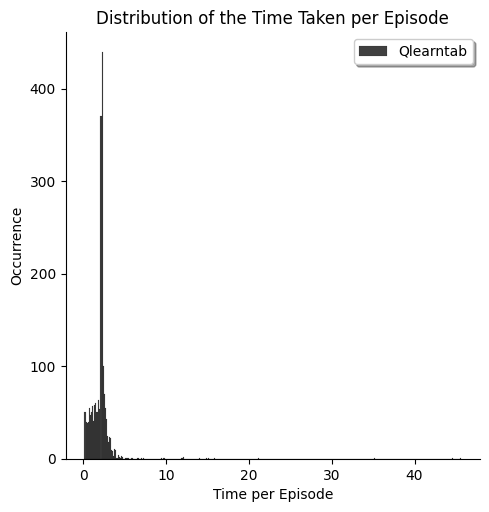 Distribution of the Time Taken per Episode
Qlearntab
400
300
200
100
0
Occurrence
0 10 20 30 40
Time per Episode